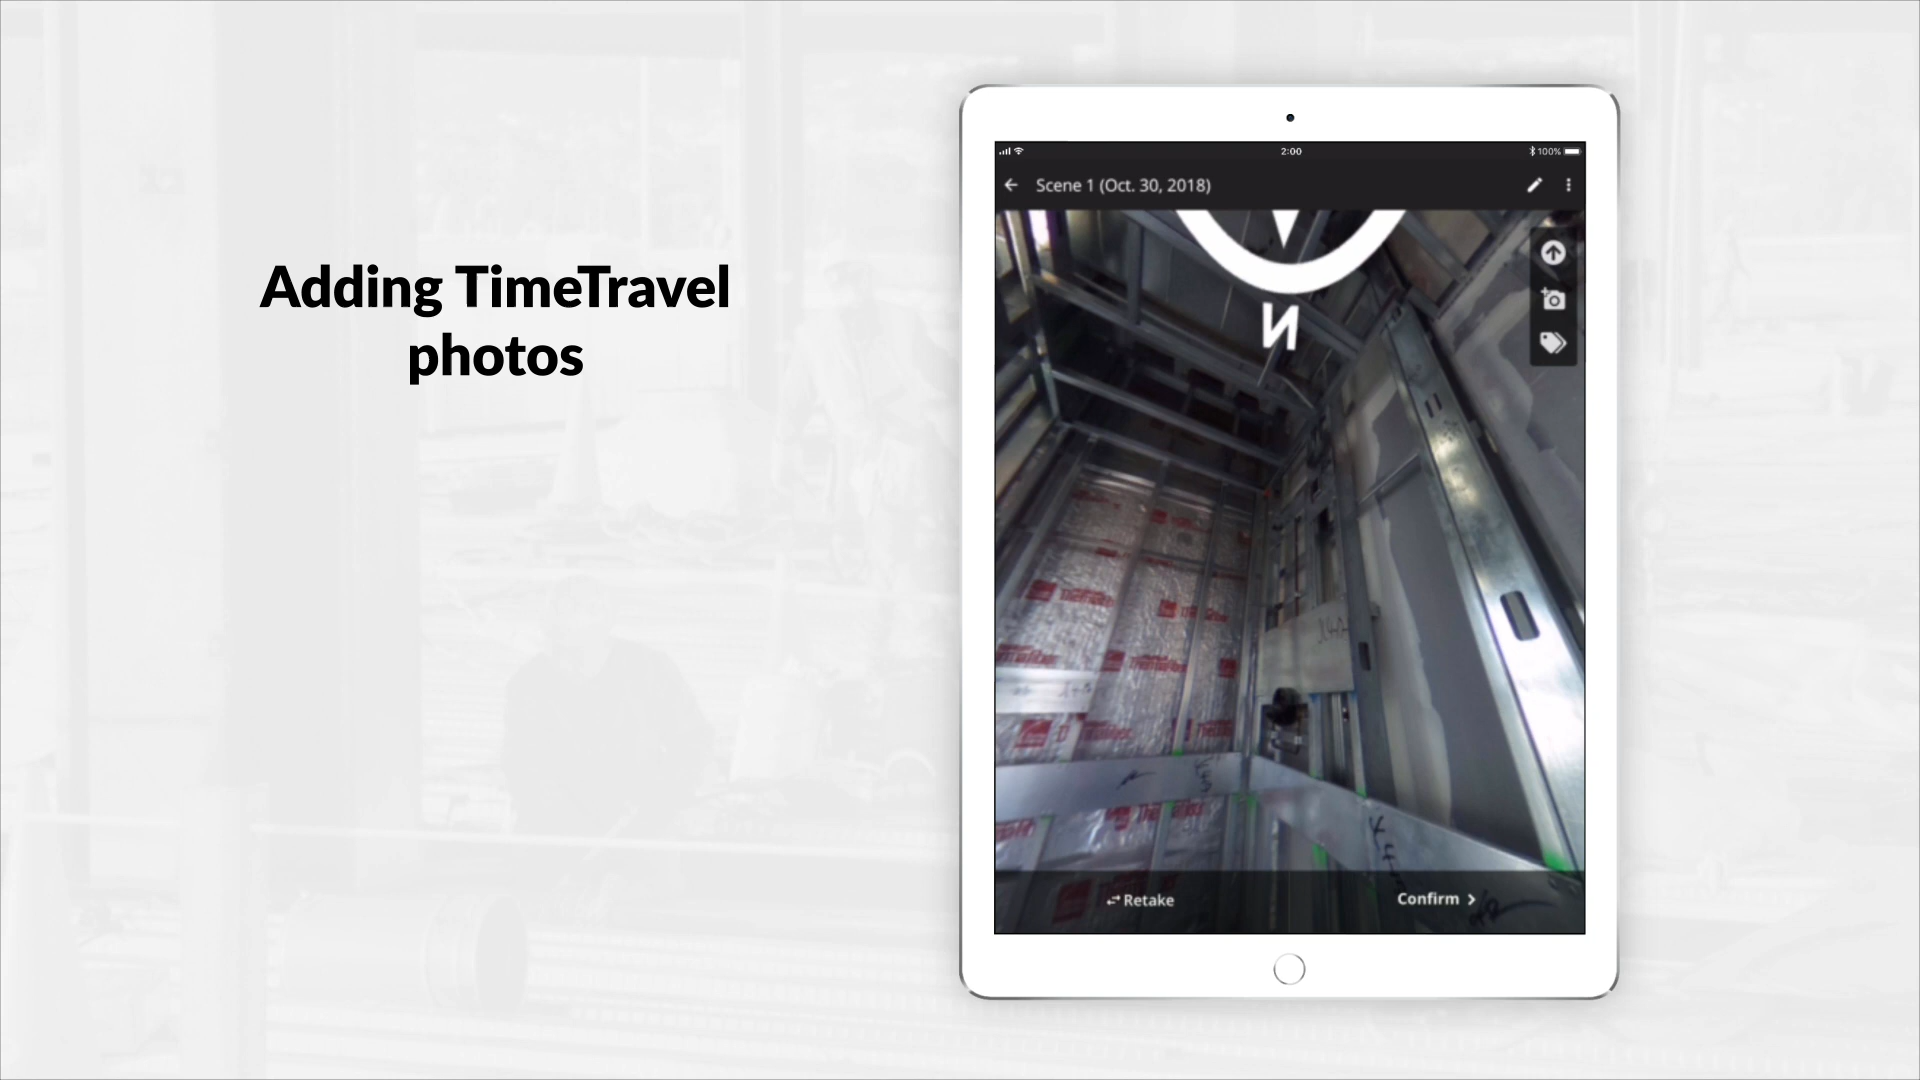 Adding TimeTravel
photos
2:00
100%
Scene 1 (Oct. 30, 2018)
N
Retake
Confirm